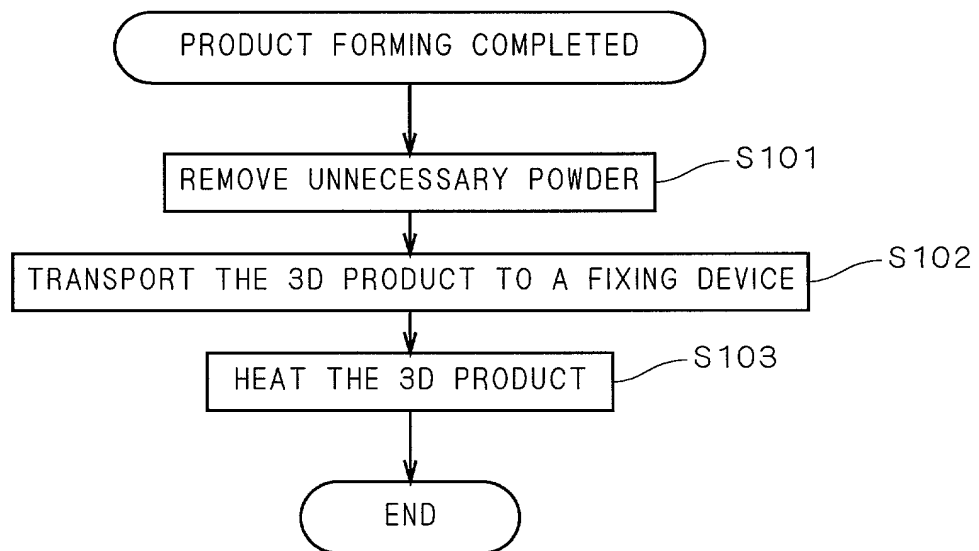 PRODUCT FORMING COMPLETED
S101
REMOVE UNNECESSARY POWDER
S102
TRANSPORT THE 3D PRODUCT TO A FIXING DEVICE
S103
HEAT THE 3D PRODUCT
END